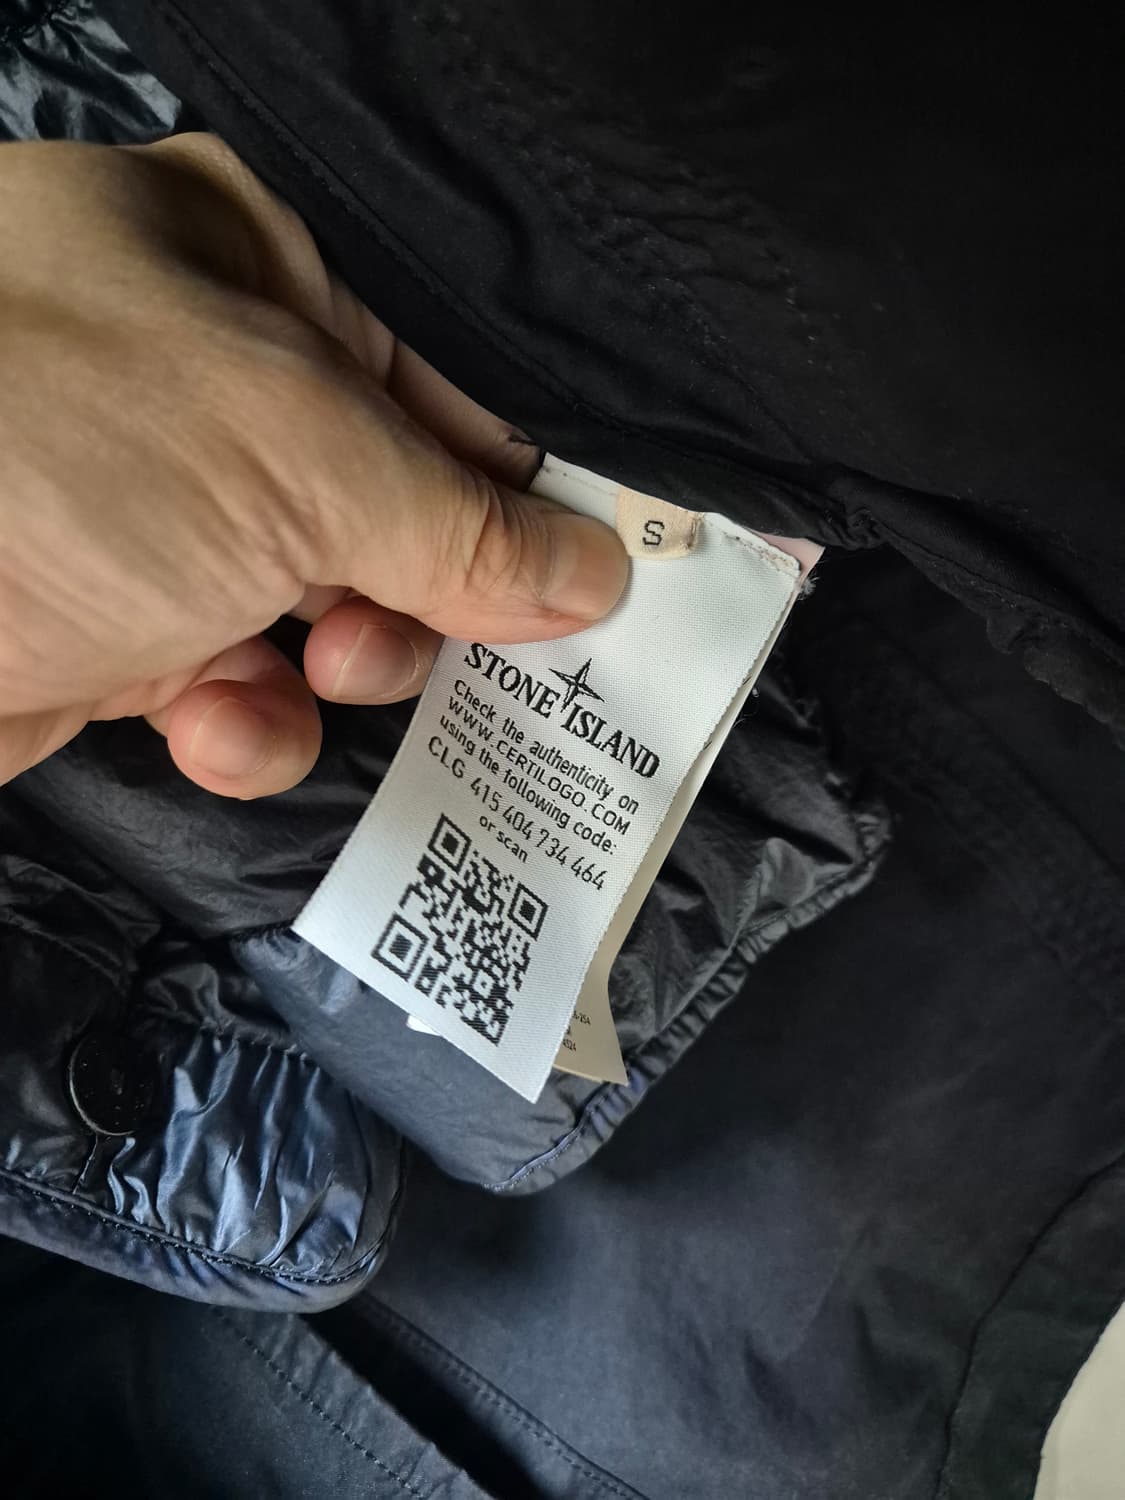 S
STONE ISLAND
Check the authenticity on
WWW.CERTILOGO.COM
using the following code:
CLG 415 404 734 464
or scan